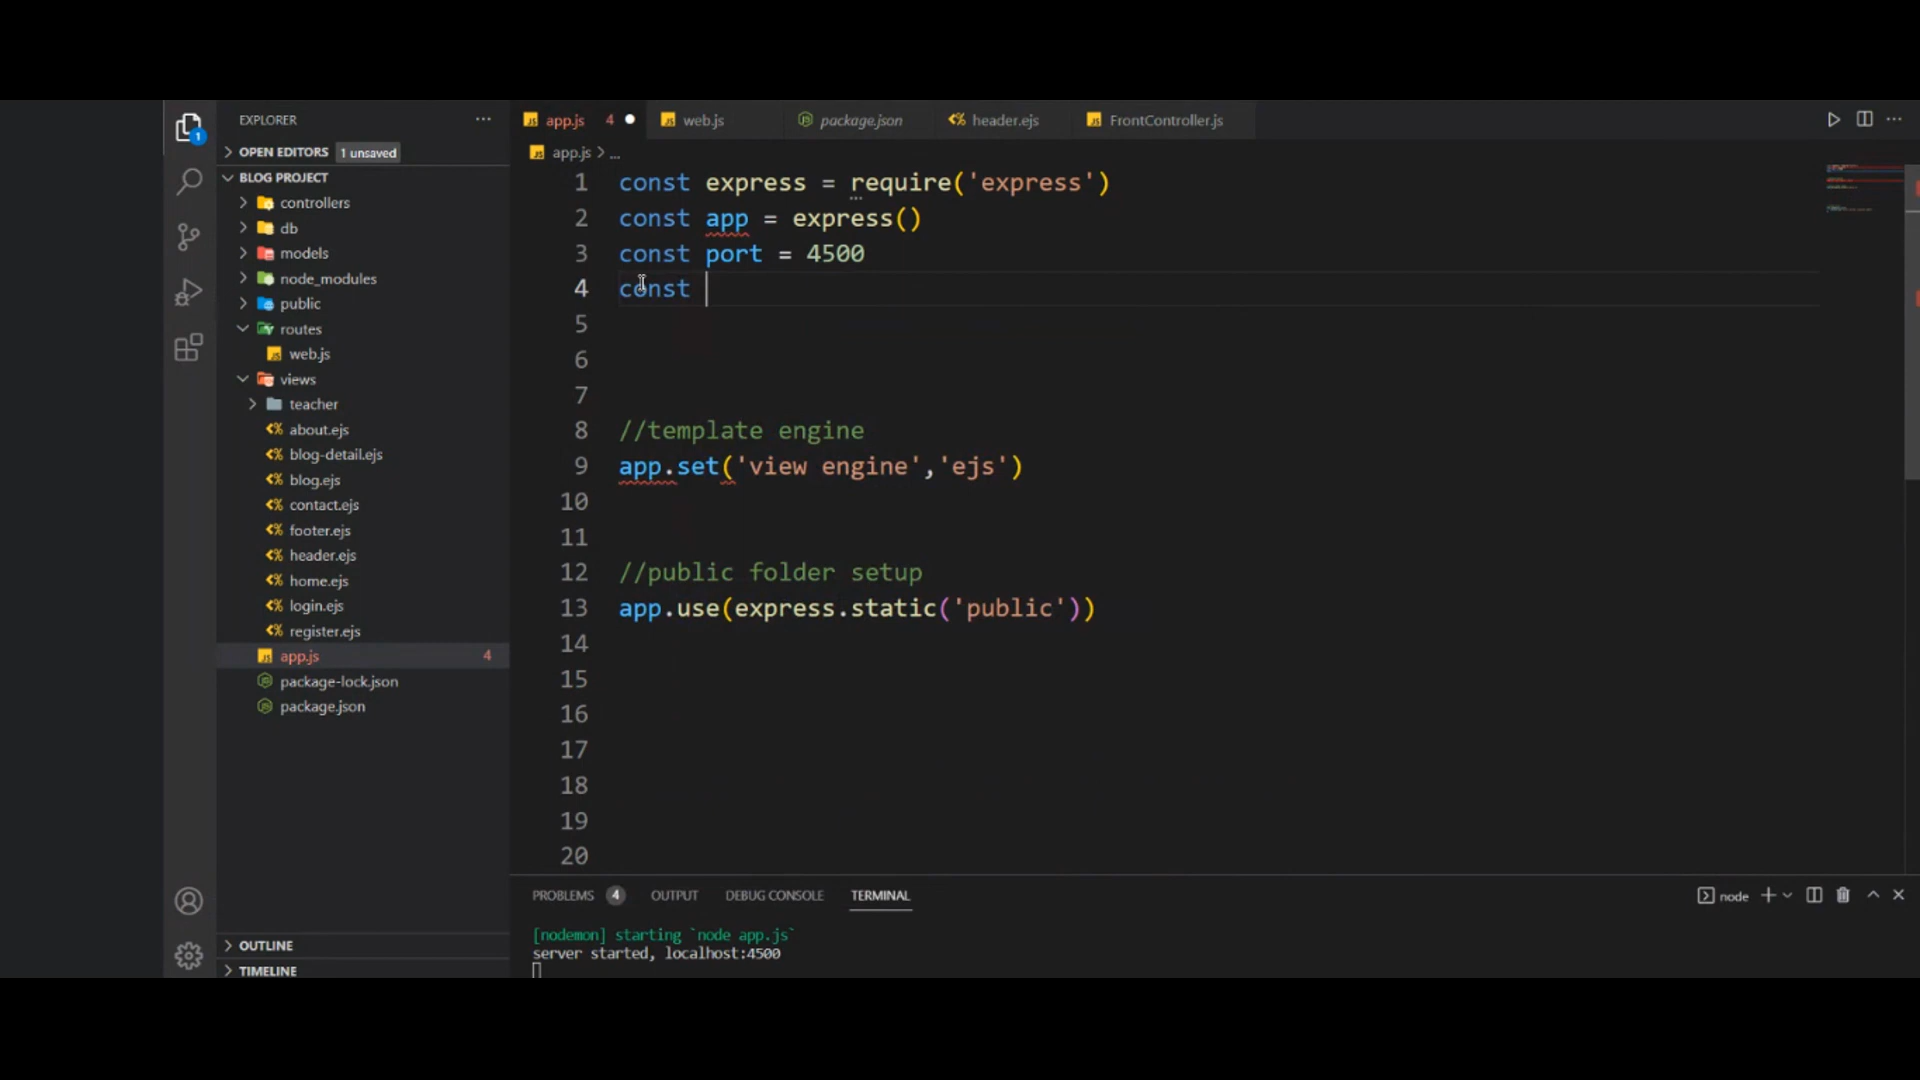 EXPLORER
OPEN EDITORS 1 unsaved
BLOG PROJECT
controllers
db
models
node_modules
public
routes
web.js
views
teacher
about.ejs
blog-detail.ejs
blog.ejs
contact.ejs
footer.ejs
header.ejs
home.ejs
login.ejs
register.ejs
app.js 4
package-lock.json
package.json
OUTLINE
TIMELINE
1
JS app.js 4 JS web.js package.json header.ejs JS FrontController.js
JS app.js > ...
1 const express = require('express')
2 const app = express()
3 const port = 4500
4 const
5
6
7
8 //template engine
9 app.set('view engine','ejs')
10
11
12 //public folder setup
13 app.use(express.static('public'))
14
15
16
17
18
19
20
PROBLEMS 4 OUTPUT DEBUG CONSOLE TERMINAL node
[nodemon] starting `node app.js`
server started, localhost:4500